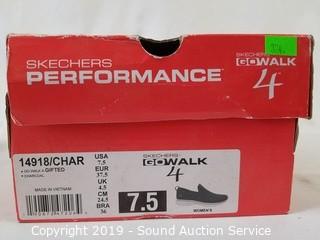 SKECHERS
PERFORMANCE™
SKECHERS
GOWALK
4
14918/CHAR
• GO WALK 4-GIFTED
• CHARCOAL
MADE IN VIETNAM
USA
7.5
EUR
37.5
UK
4.5
CM
24.5
BRA
36
SKECHERS
GOWALK
4
7.5
WOMEN'S
Copyright 2019 - Sound Auction Service